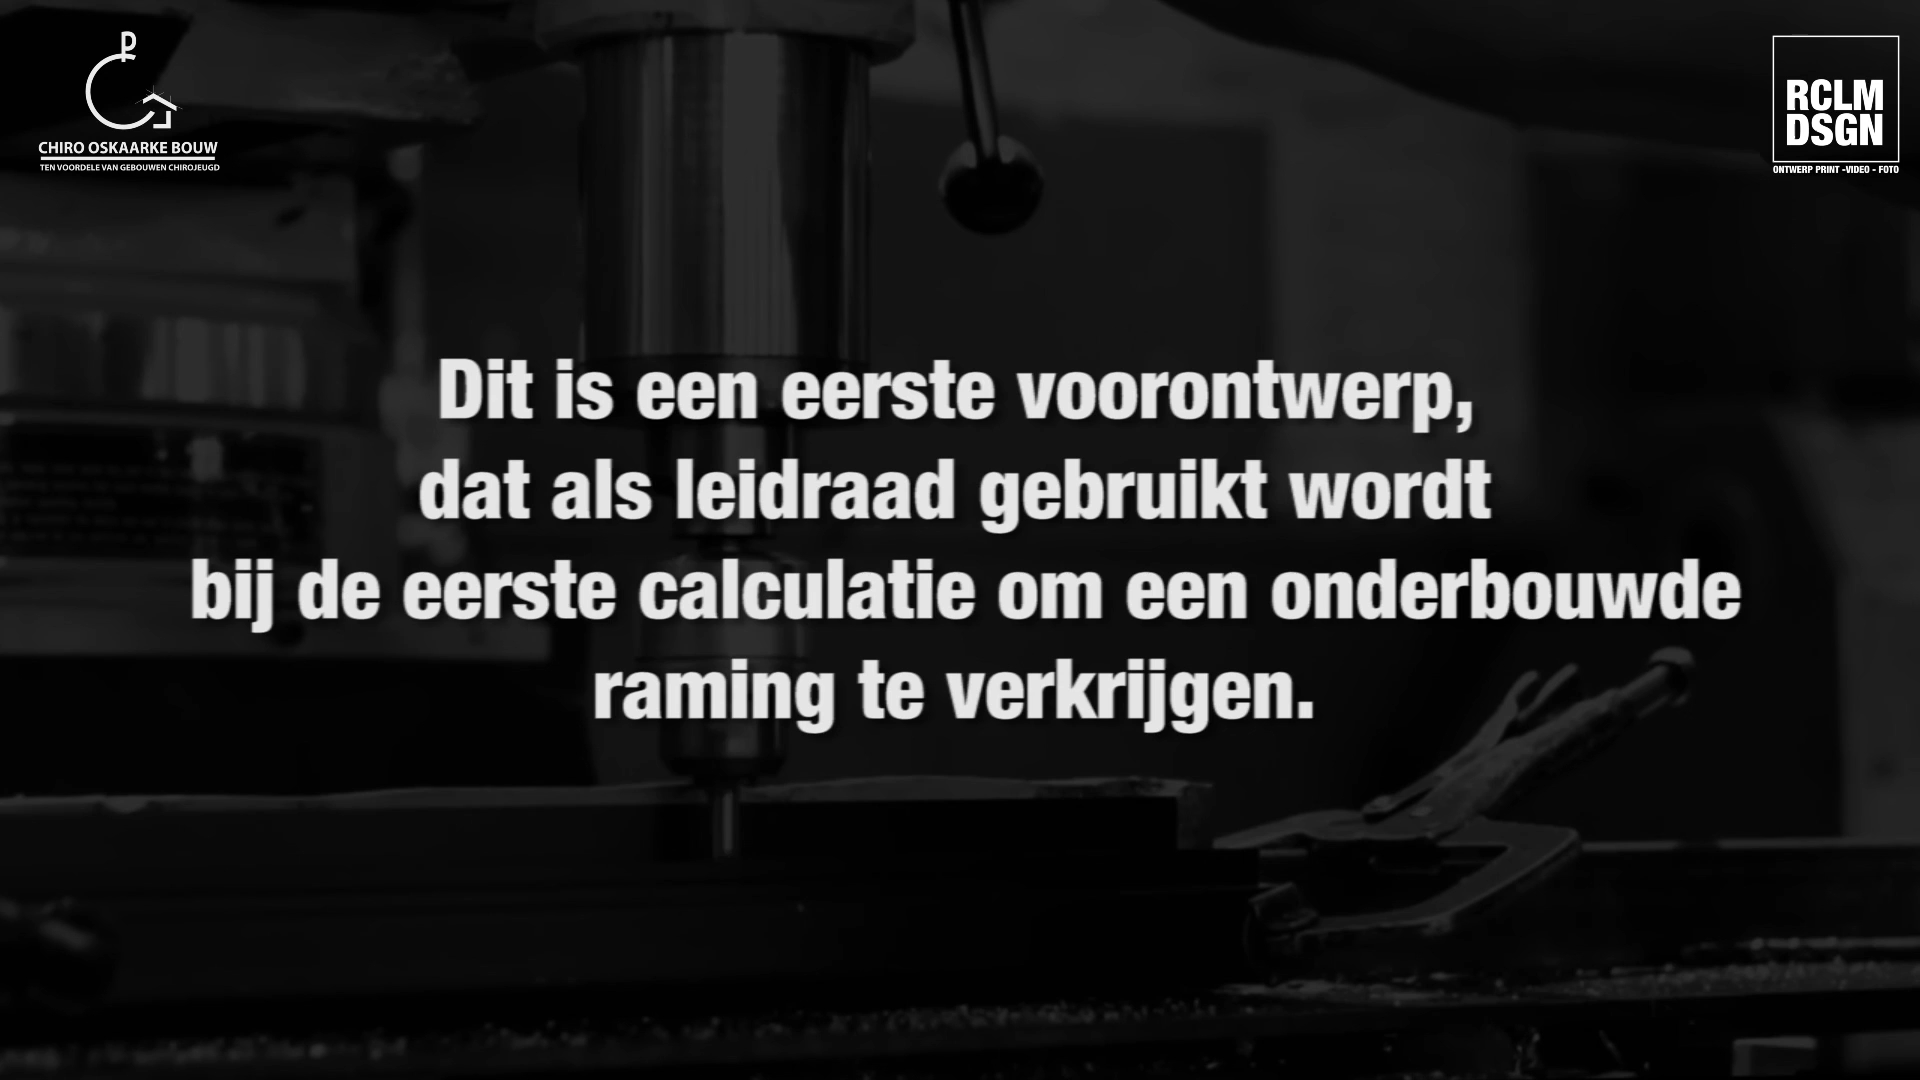 CHIRO OSKAARKE BOUW
TEN VOORDELE VAN GEBOUWEN CHIROJEUGD
RCLM
DSGN
ONTWERP PRINT -VIDEO - FOTO
Dit is een eerste voorontwerp,
dat als leidraad gebruikt wordt
bij de eerste calculatie om een onderbouwde
raming te verkrijgen.